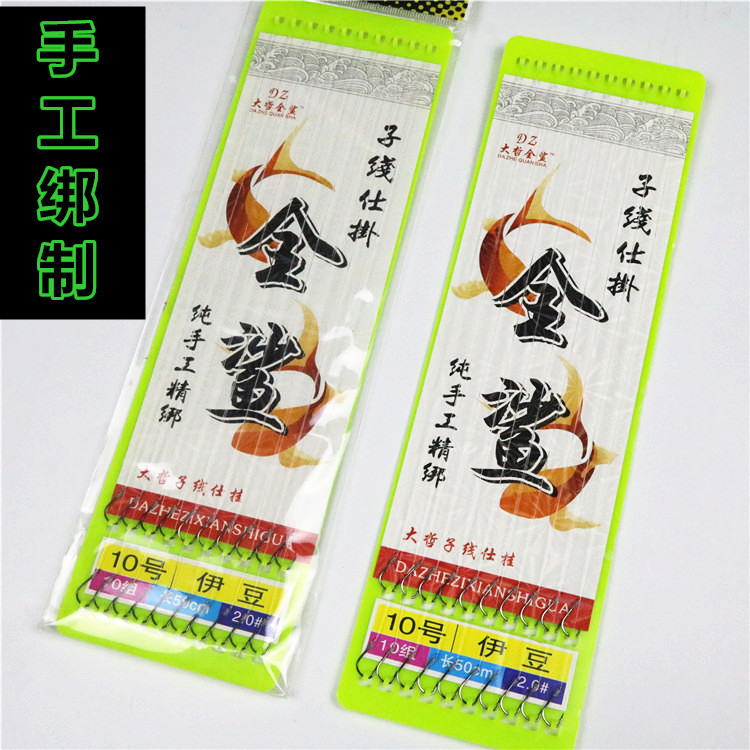 手工绑制
DZ
大哲全鲨™
DAZHE QUAN SHA
子线仕掛
全鲨
纯手工精绑
大哲子线仕挂
DAZHEZIXIANSHIGUA
10号 伊豆
10组 长50cm 2.0#
DZ
大哲全鲨™
DAZHE QUAN SHA
子线仕掛
全鲨
纯手工精绑
大哲子线仕挂
DAZHEZIXIANSHIGUA
10号 伊豆
10组 长50cm 2.0#